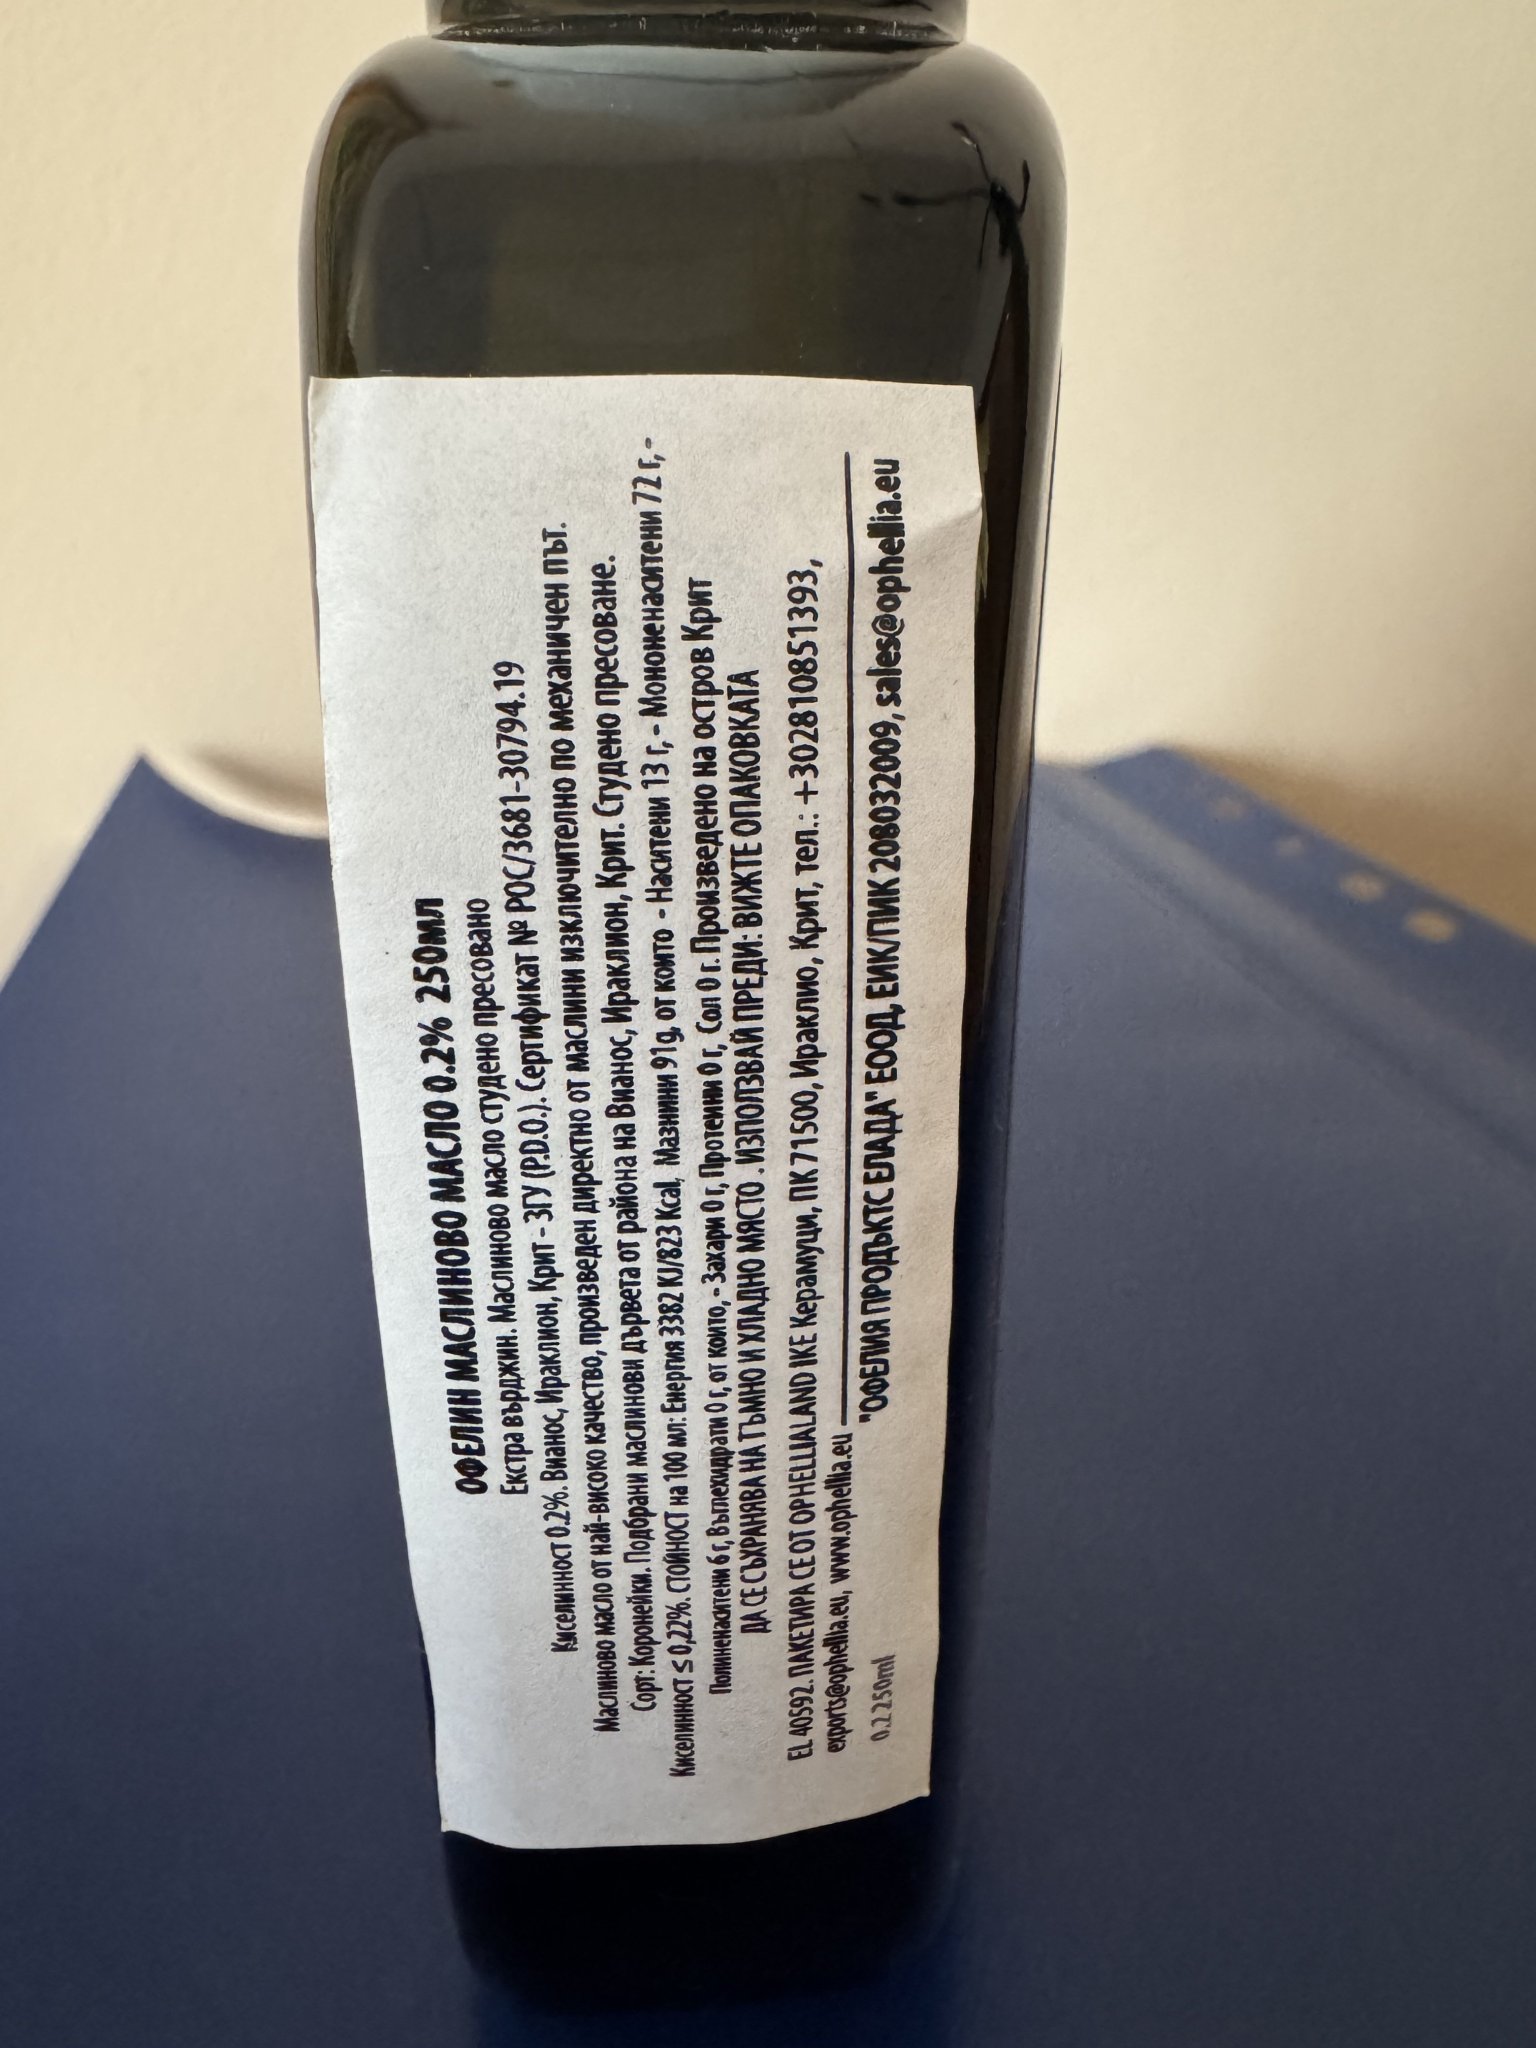 ОФЕЛИН МАСЛИНОВО МАСЛО 0.2% 250мл
Екстра върджин. Маслиново масло студено пресовано
Киселинност 0.2%. Вианос, Ираклион, Крит - ЗГУ (P.D.O.). Сертификат № POC/3681-30794.19
Маслиново масло от най-високо качество, произведен директно от маслини изключително по механичен път.
Сорт: Коронейки. Подбрани маслинови дървета от района на Вианос, Ираклион, Крит. Студено пресоване.
Киселинност ≤ 0,22%. СТОЙНОСТ на 100 мл: Енергия 3382 KJ/823 Kcal, Мазнини 91g, от които - Наситени 13 г, - Мононенаситени 72 г, -
Полиненаситени 6 г, Въглехидрати 0 г, от които, - Захари 0 г, Протеини 0 г, Сол 0 г. Произведено на остров Крит
ДА СЕ СЪХРАНЯВА НА ТЪМНО И ХЛАДНО МЯСТО . ИЗПОЛЗВАЙ ПРЕДИ: ВИЖТЕ ОПАКОВКАТА
EL 40592. ПАКЕТИРА СЕ ОТ OPHELLIALAND IKE Керамуци, ПК 71500, Ираклио, Крит, тел.: +302810851393,
exports@ophellia.eu, www.ophellia.eu
"ОФЕЛИЯ ПРОДЪКТС ЕЛАДА" ЕООД, ЕИК/ПИК 208032009, sales@ophellia.eu
0.2 250ml